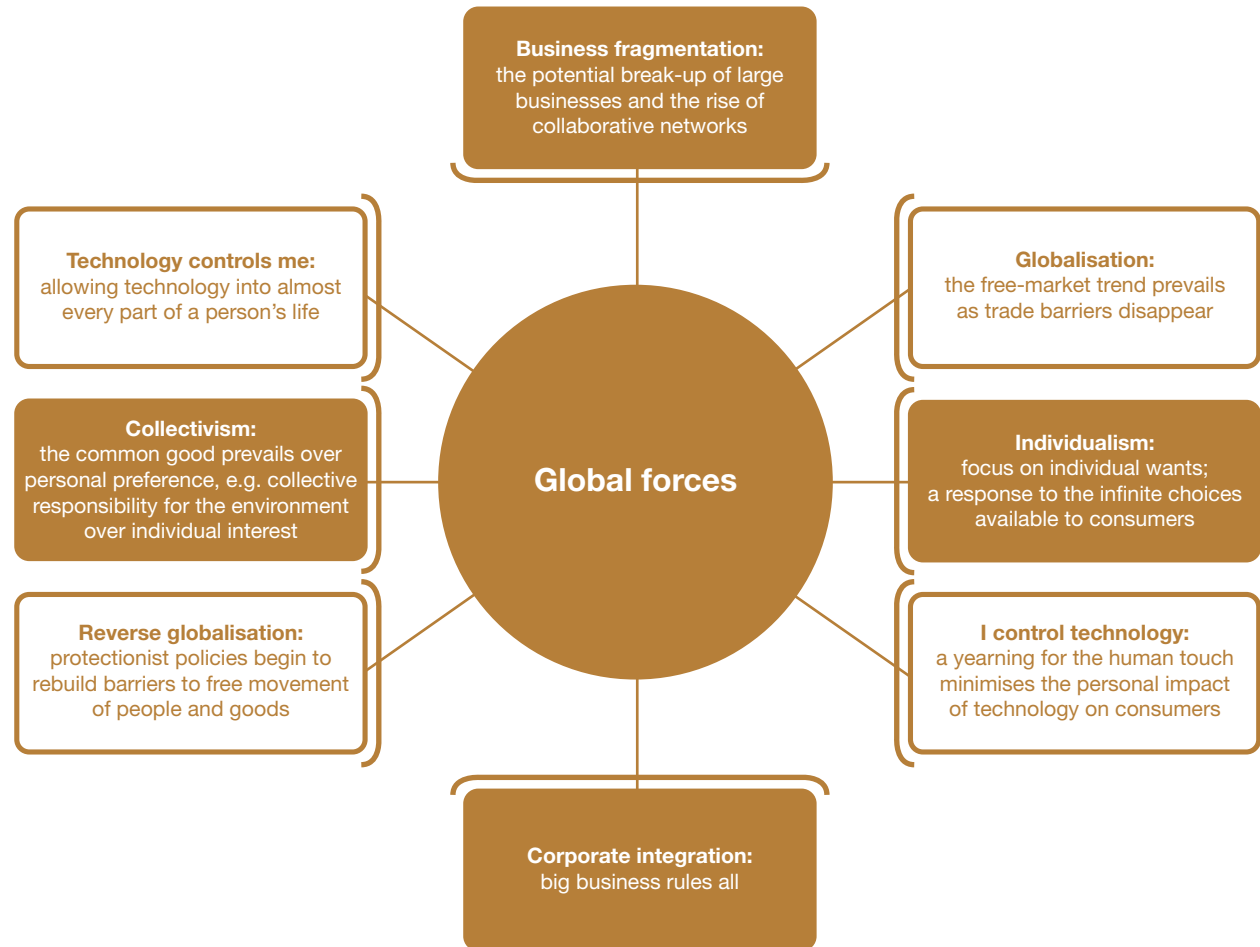 Business fragmentation:
the potential break-up of large
businesses and the rise of
collaborative networks
Technology controls me:
allowing technology into almost
every part of a person’s life
Globalisation:
the free-market trend prevails
as trade barriers disappear
Collectivism:
the common good prevails over
personal preference, e.g. collective
responsibility for the environment
over individual interest
Global forces
Individualism:
focus on individual wants;
a response to the infinite choices
available to consumers
Reverse globalisation:
protectionist policies begin to
rebuild barriers to free movement
of people and goods
I control technology:
a yearning for the human touch
minimises the personal impact
of technology on consumers
Corporate integration:
big business rules all